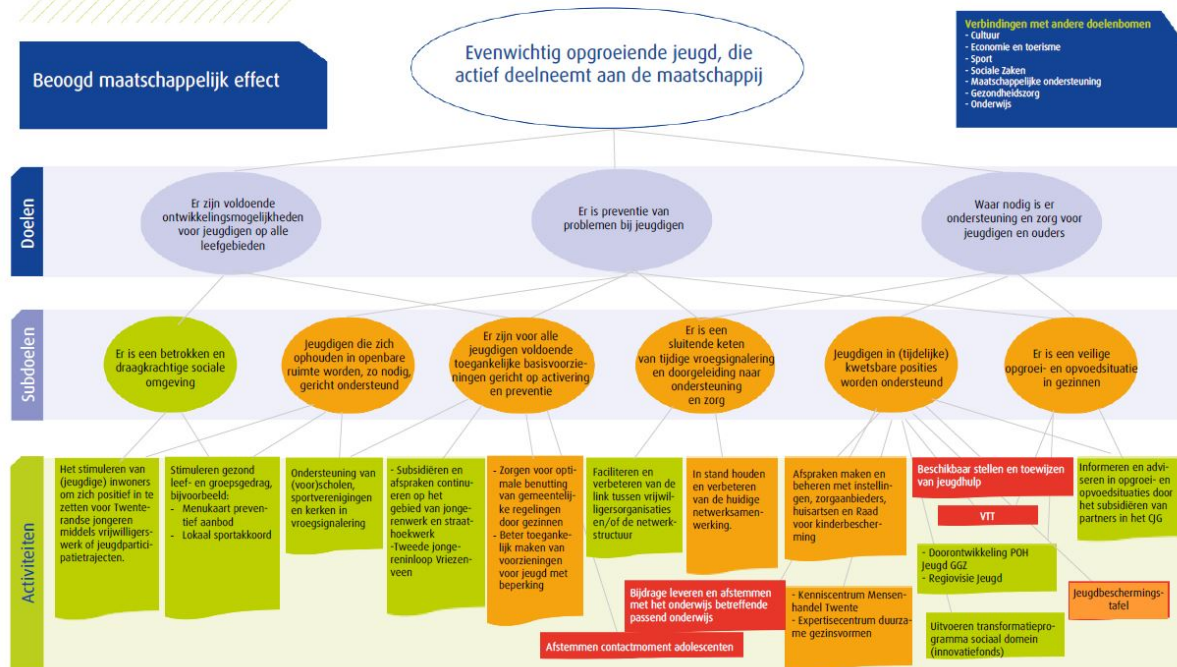 Beoogd maatschappelijk effect
Evenwichtig opgroeiende jeugd, die
actief deelneemt aan de maatschappij
Verbindingen met andere doelenbomen
- Cultuur
- Economie en toerisme
- Sport
- Sociale Zaken
- Maatschappelijke ondersteuning
- Gezondheidszorg
- Onderwijs
Doelen
Er zijn voldoende
ontwikkelingsmogelijkheden
voor jeugdigen op alle
leefgebieden
Er is preventie van
problemen bij jeugdigen
Waar nodig is er
ondersteuning en zorg voor
jeugdigen en ouders
Subdoelen
Er is een betrokken en
draagkrachtige sociale
omgeving
Jeugdigen die zich
ophouden in openbare
ruimte worden, zo nodig,
gericht ondersteund
Er zijn voor alle
jeugdigen voldoende
toegankelijke basisvoorzie-
ningen gericht op activering
en preventie
Er is een
sluitende keten
van tijdige vroegsignalering
en doorgeleiding naar
ondersteuning
en zorg
Jeugdigen in (tijdelijke)
kwetsbare posities
worden ondersteund
Er is een veilige
opgroei- en opvoedsituatie
in gezinnen
Activiteiten
Het stimuleren van
(jeugdige) inwoners
om zich positief in te
zetten voor Twente-
randse jongeren
middels vrijwilligers-
werk of jeugdpartici-
patietrajecten.
Stimuleren gezond
leef- en groepsgedrag,
bijvoorbeeld:
- Menukaart preven-
tief aanbod
- Lokaal sportakkoord
Ondersteuning van
(voor)scholen,
sportverenigingen
en kerken in
vroegsignalering
- Subsidiëren en
afspraken continu-
eren op het
gebied van jonge-
renwerk en straat-
hoekwerk
-Tweede jonge-
reninloop Vriezen-
veen
- Zorgen voor opti-
male benutting
van gemeentelij-
ke regelingen
door gezinnen
- Beter toeganke-
lijk maken van
voorzieningen
voor jeugd met
beperking
Faciliteren en
verbeteren van de
link tussen vrijwil-
ligersorganisaties
en/of de netwerk-
structuur
In stand houden
en verbeteren
van de huidige
netwerksamen-
werking.
Afspraken maken en
beheren met instellingen,
zorgaanbieders,
huisartsen en Raad
voor kinderbescher-
ming
Beschikbaar stellen en toewijzen
van jeugdhulp
VTT
Informeren en advi-
seren in opgroei- en
opvoedsituaties door
het subsidiëren van
partners in het CJG
- Doorontwikkeling POH
Jeugd GGZ
- Regiovisie Jeugd
Bijdrage leveren en afstemmen
met het onderwijs betreffende
passend onderwijs
- Kenniscentrum Mensen-
handel Twente
- Expertisecentrum duurza-
me gezinsvormen
Jeugdbeschermings-
tafel
Afstemmen contactmoment adolescenten
Uitvoeren transformatiepro-
gramma sociaal domein
(innovatiefonds)